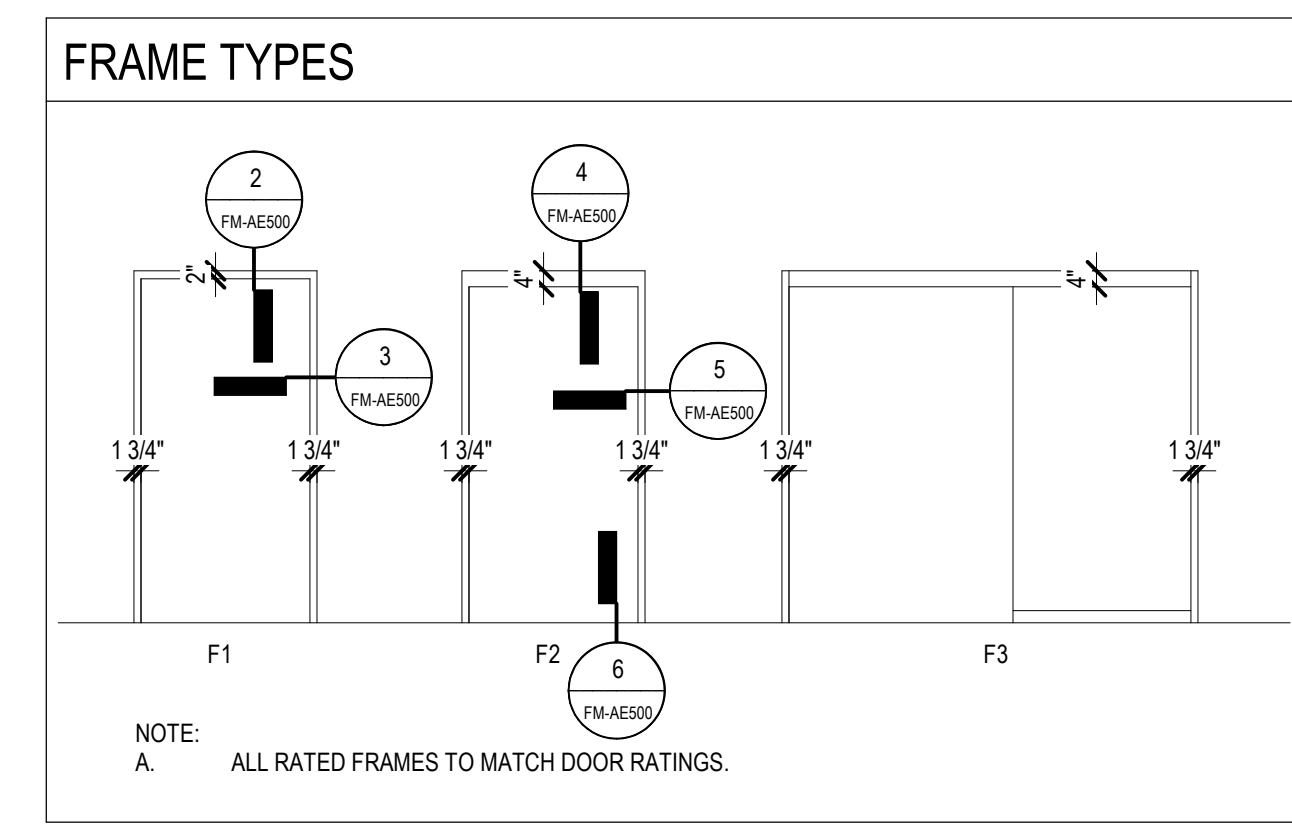 FRAME TYPES
2
FM-AE500
4
FM-AE500
2"
4"
4"
3
FM-AE500
5
FM-AE500
1 3/4"
1 3/4"
1 3/4"
1 3/4"
1 3/4"
1 3/4"
F1
F2
F3
6
FM-AE500
NOTE:
A. ALL RATED FRAMES TO MATCH DOOR RATINGS.